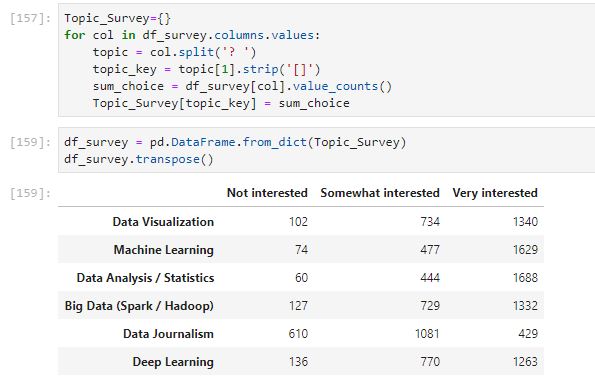 [157]: Topic_Survey={}
for col in df_survey.columns.values:
    topic = col.split('? ')
    topic_key = topic[1].strip('[]')
    sum_choice = df_survey[col].value_counts()
    Topic_Survey[topic_key] = sum_choice
[159]: df_survey = pd.DataFrame.from_dict(Topic_Survey)
df_survey.transpose()
[159]: Not interested Somewhat interested Very interested
Data Visualization 102 734 1340
Machine Learning 74 477 1629
Data Analysis / Statistics 60 444 1688
Big Data (Spark / Hadoop) 127 729 1332
Data Journalism 610 1081 429
Deep Learning 136 770 1263